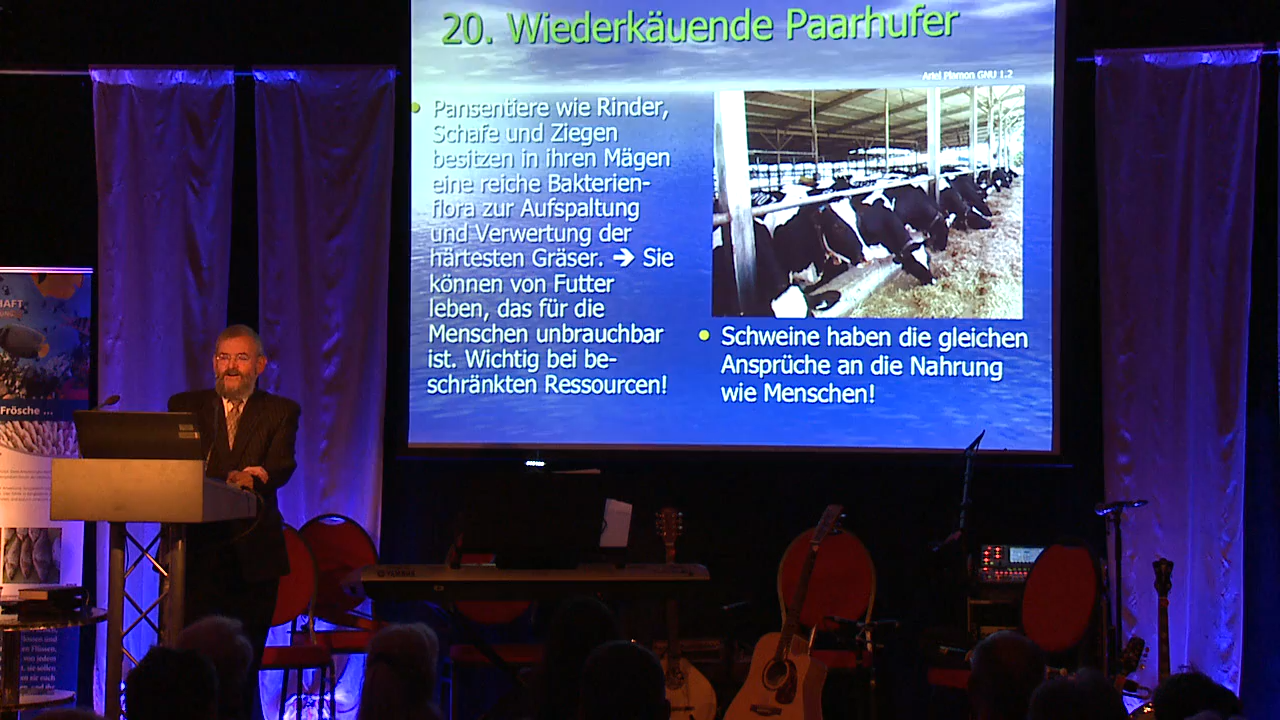 20. Wiederkäuende Paarhufer
Ariel Plamon GNU 1.2
Pansentiere wie Rinder,
Schafe und Ziegen
besitzen in ihren Mägen
eine reiche Bakterien-
flora zur Aufspaltung
und Verwertung der
härtesten Gräser. ➔ Sie
können von Futter
leben, das für die
Menschen unbrauchbar
ist. Wichtig bei be-
schränkten Ressourcen!
Schweine haben die gleichen
Ansprüche an die Nahrung
wie Menschen!
Frösche ...
YAMAHA